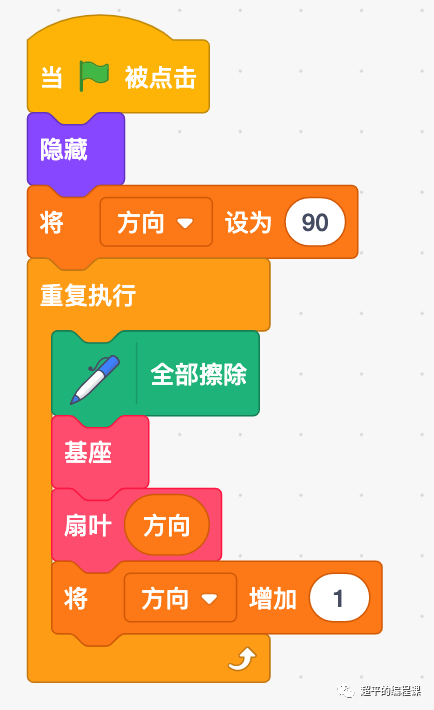 当 被点击
隐藏
将 方向 设为 90
重复执行
全部擦除
基座
扇叶 方向
将 方向 增加 1
超平的编程课